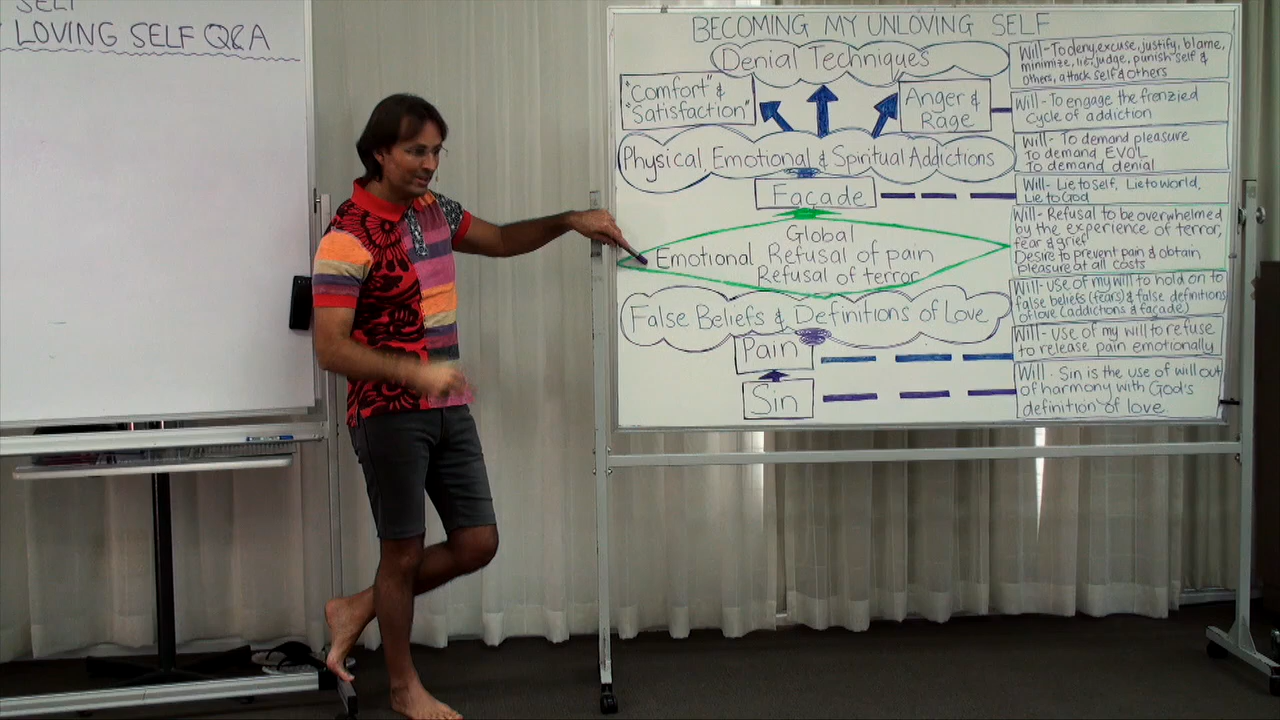 SELF
LOVING SELF Q&A
BECOMING MY UNLOVING SELF
Denial Techniques
"Comfort" &
"Satisfaction"
Anger &
Rage
Physical Emotional & Spiritual Addictions
Façade
Global
Emotional Refusal of pain
Refusal of terror
False Beliefs & Definitions of Love
Pain
Sin
Will - To deny, excuse, justify, blame,
minimize, lie, judge, punish self &
others, attack self & others
Will - To engage the frenzied
cycle of addiction
Will - To demand pleasure
To demand EVOL
To demand denial
Will - Lie to self, Lie to world,
Lie to God
Will - Refusal to be overwhelmed
by the experience of terror,
fear & grief
Desire to prevent pain & obtain
pleasure at all costs
Will - use of my will to hold on to
false beliefs (fears) & false definitions
of love (addictions & façade)
Will - use of my will to refuse
to release pain emotionally
Will - Sin is the use of will out
of harmony with God's
definition of love